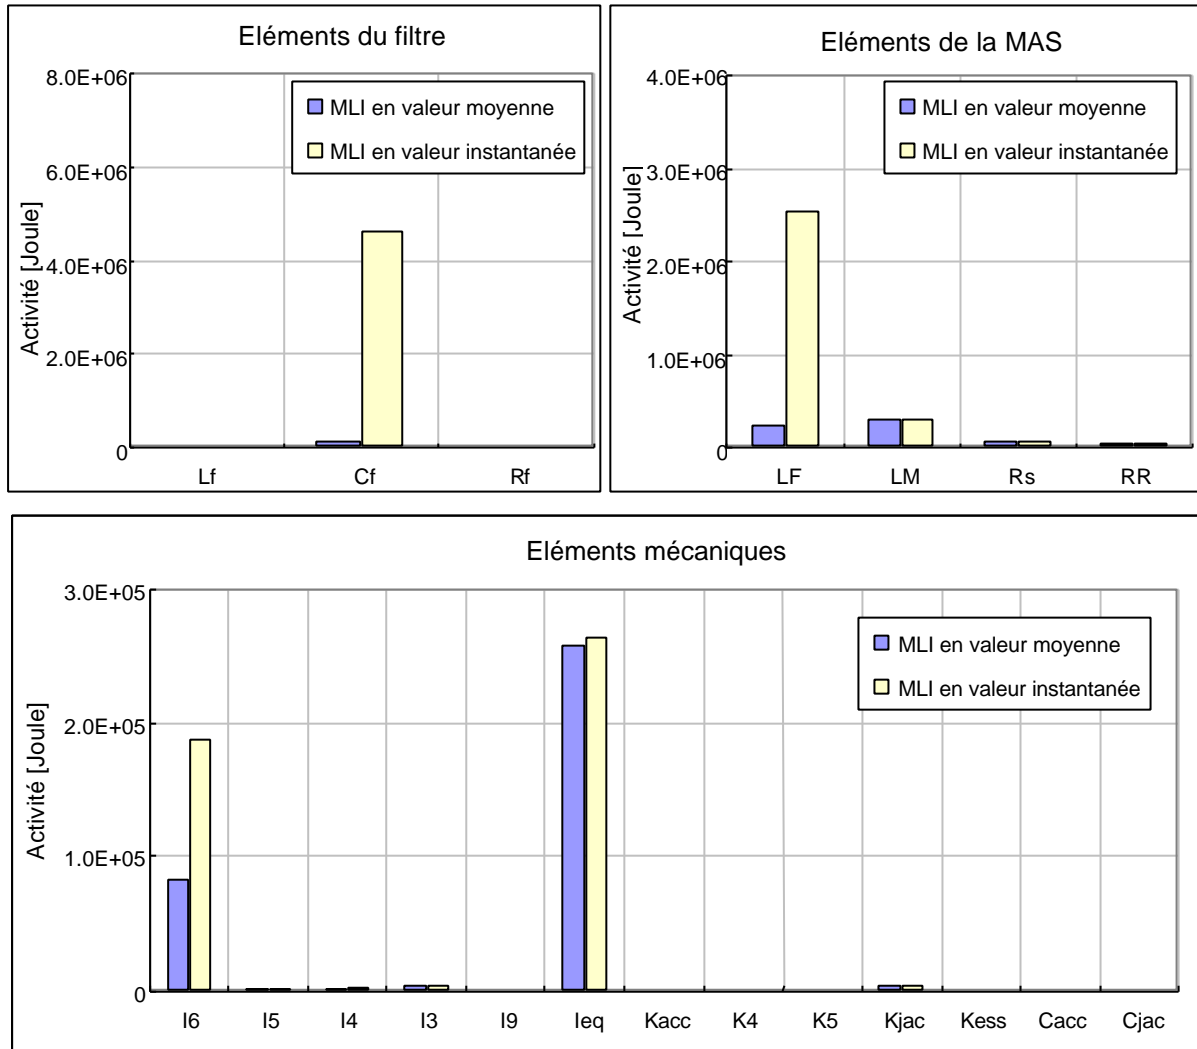 Eléments du filtre
Activité [Joule]
8.0E+06
6.0E+06
4.0E+06
2.0E+06
0
MLI en valeur moyenne
MLI en valeur instantanée
Lf Cf Rf
Eléments de la MAS
Activité [Joule]
4.0E+06
3.0E+06
2.0E+06
1.0E+06
0
MLI en valeur moyenne
MLI en valeur instantanée
LF LM Rs RR
Eléments mécaniques
Activité [Joule]
3.0E+05
2.0E+05
1.0E+05
0
MLI en valeur moyenne
MLI en valeur instantanée
I6 I5 I4 I3 I9 Ieq Kacc K4 K5 Kjac Kess Cacc Cjac